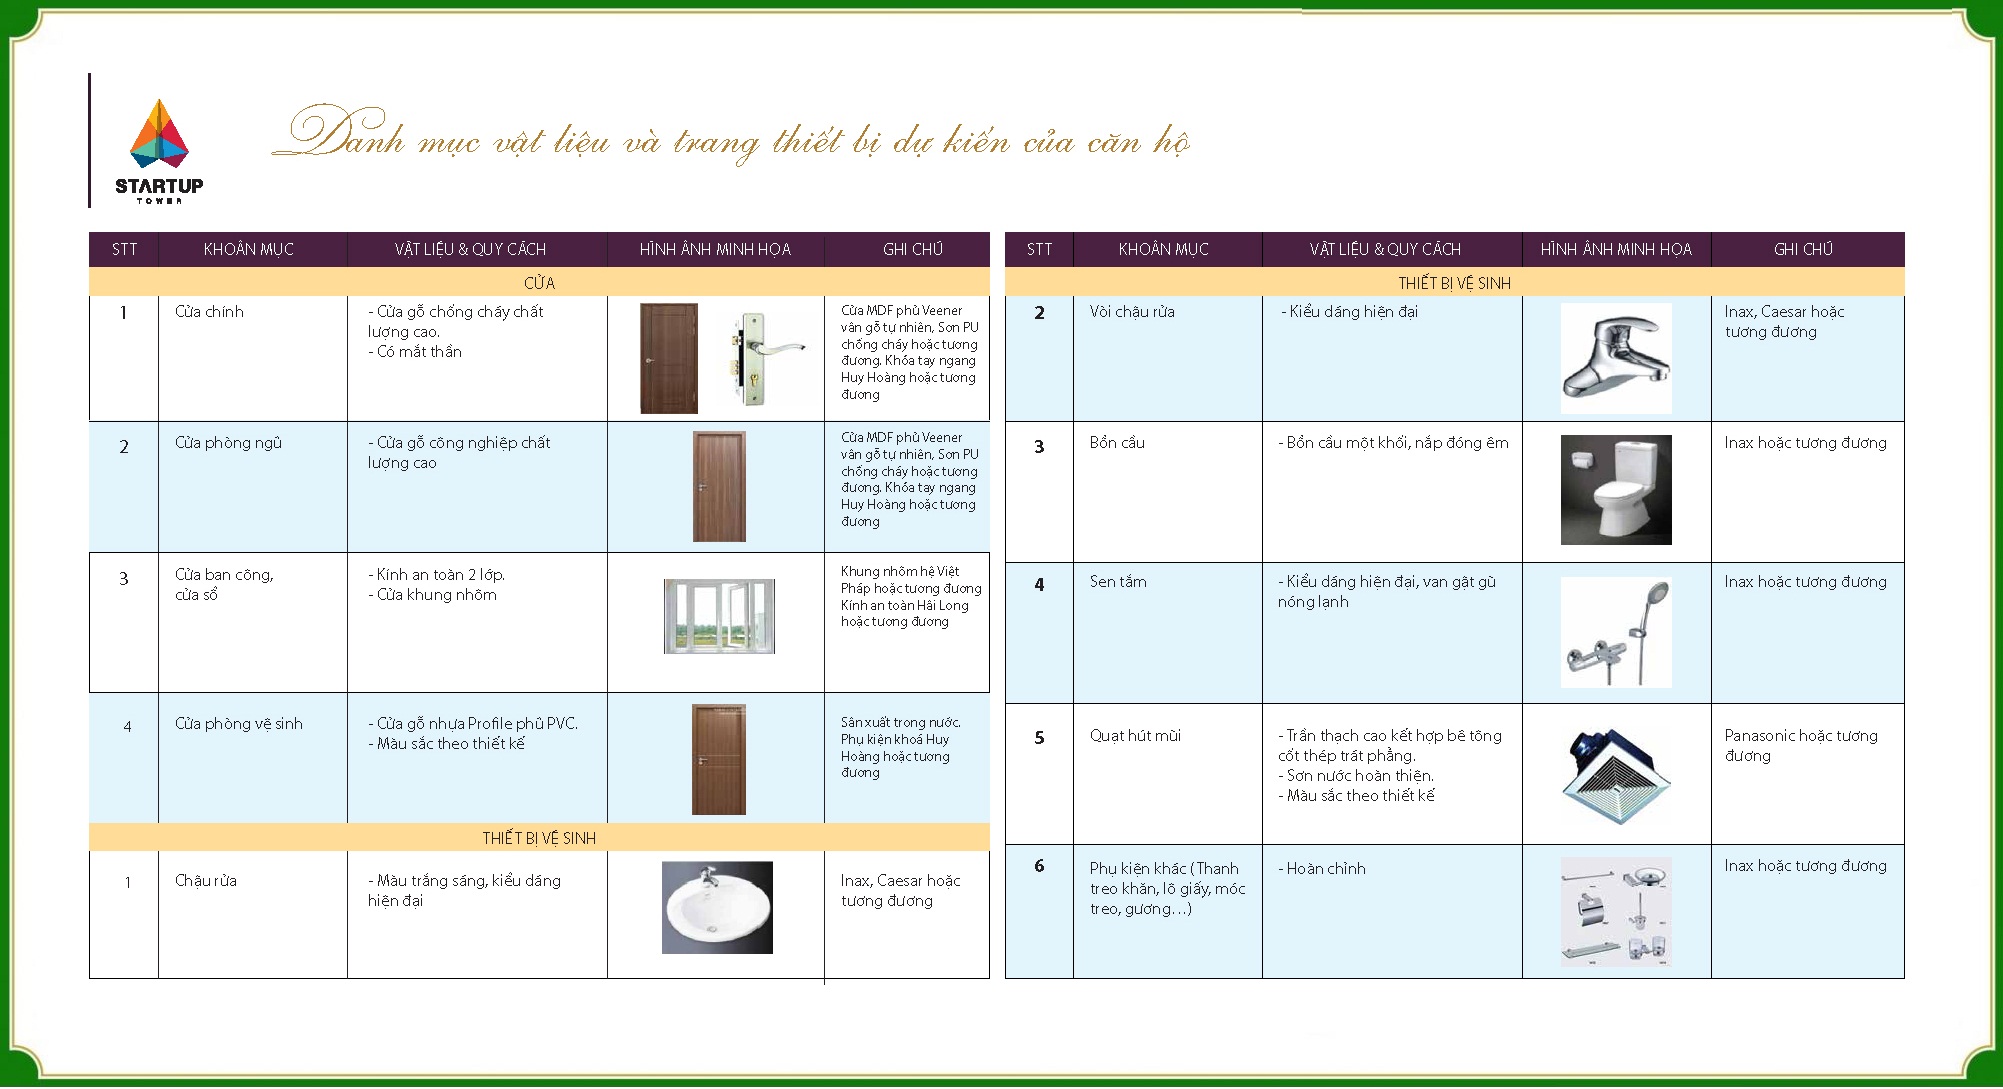 STARTUP
TOWER
Danh mục vật liệu và trang thiết bị dự kiến của căn hộ
STT KHOẢN MỤC VẬT LIỆU & QUY CÁCH HÌNH ẢNH MINH HỌA GHI CHÚ
CỬA
1 Cửa chính
- Cửa gỗ chống cháy chất
lượng cao.
- Có mắt thần
Cửa MDF phủ Veener
vân gỗ tự nhiên, Sơn PU
chống cháy hoặc tương
đương. Khóa tay ngang
Huy Hoàng hoặc tương
đương
2 Cửa phòng ngủ
- Cửa gỗ công nghiệp chất
lượng cao
Cửa MDF phủ Veener
vân gỗ tự nhiên, Sơn PU
chống cháy hoặc tương
đương. Khóa tay ngang
Huy Hoàng hoặc tương
đương
3 Cửa ban công,
cửa sổ
- Kính an toàn 2 lớp.
- Cửa khung nhôm
Khung nhôm hệ Việt
Pháp hoặc tương đương
Kính an toàn Hải Long
hoặc tương đương
4 Cửa phòng vệ sinh
- Cửa gỗ nhựa Profile phủ PVC.
- Màu sắc theo thiết kế
Sản xuất trong nước.
Phụ kiện khoá Huy
Hoàng hoặc tương
đương
THIẾT BỊ VỆ SINH
1 Chậu rửa
- Màu trắng sáng, kiểu dáng
hiện đại
Inax, Caesar hoặc
tương đương
STT KHOẢN MỤC VẬT LIỆU & QUY CÁCH HÌNH ẢNH MINH HỌA GHI CHÚ
THIẾT BỊ VỆ SINH
2 Vòi chậu rửa
- Kiểu dáng hiện đại
Inax, Caesar hoặc
tương đương
3 Bồn cầu
- Bồn cầu một khối, nắp đóng êm
Inax hoặc tương đương
4 Sen tắm
- Kiểu dáng hiện đại, van gật gù
nóng lạnh
Inax hoặc tương đương
5 Quạt hút mùi
- Trần thạch cao kết hợp bê tông
cốt thép trát phẳng.
- Sơn nước hoàn thiện.
- Màu sắc theo thiết kế
Panasonic hoặc tương
đương
6 Phụ kiện khác ( Thanh
treo khăn, lô giấy, móc
treo, gương…)
- Hoàn chỉnh
Inax hoặc tương đương